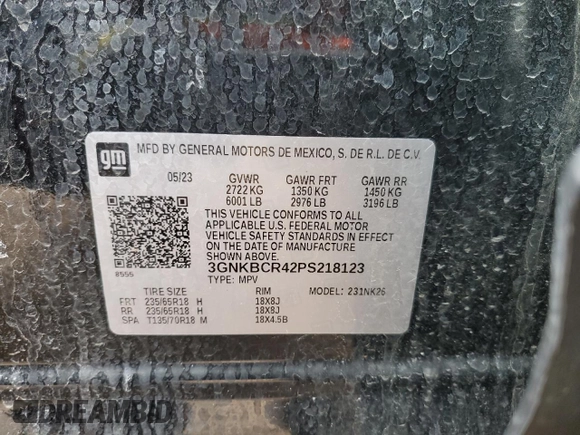 gm
MFD BY GENERAL MOTORS DE MEXICO, S. DE R.L. DE C.V.
05/23 GVWR GAWR FRT GAWR RR
2722 KG 1350 KG 1450 KG
6001 LB 2976 LB 3196 LB
THIS VEHICLE CONFORMS TO ALL
APPLICABLE U.S. FEDERAL MOTOR
VEHICLE SAFETY STANDARDS IN EFFECT
ON THE DATE OF MANUFACTURE
SHOWN ABOVE.
3GNKBCR42PS218123
8555 TYPE: MPV
TIRE SIZE RIM MODEL: 231NK26
FRT 235/65R18 H 18X8J
RR 235/65R18 H 18X8J
SPA T135/70R18 M 18X4.5B
DREAMBID